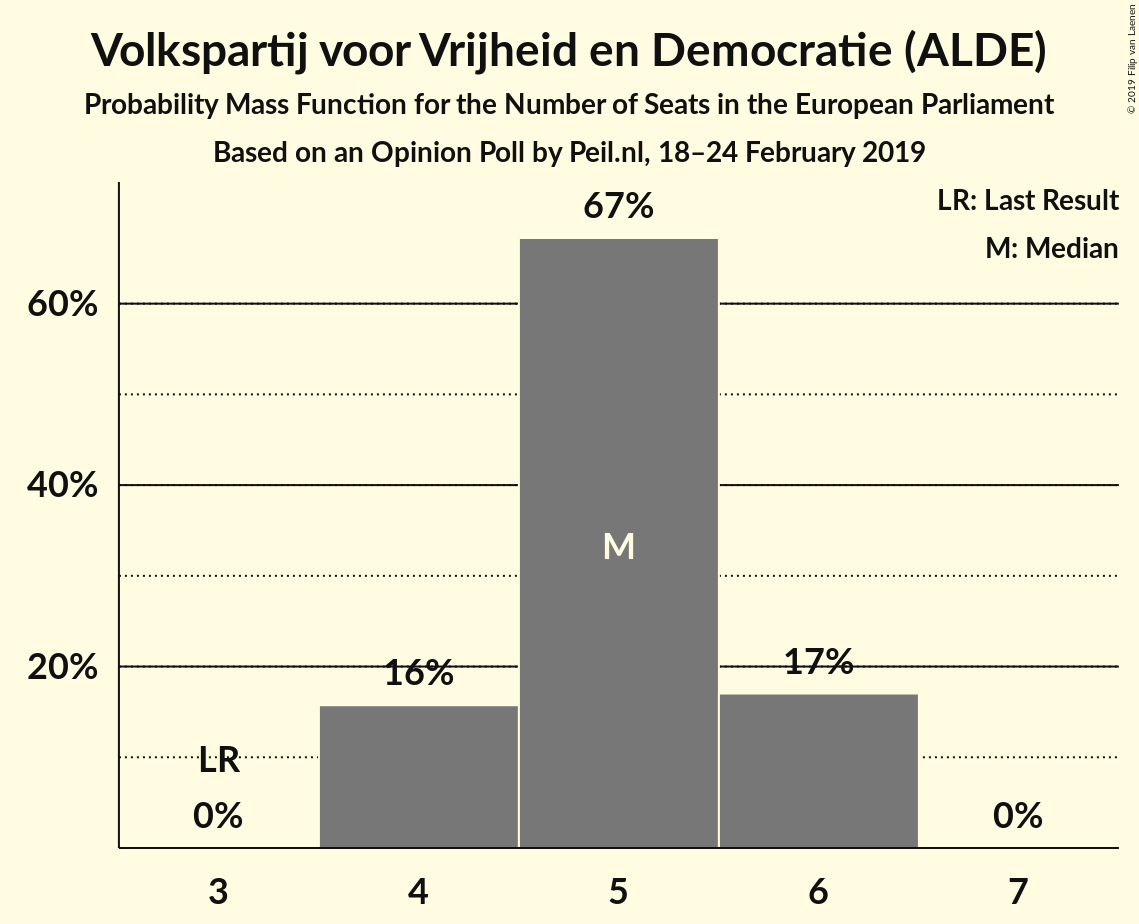 Volkspartij voor Vrijheid en Democratie (ALDE)
Probability Mass Function for the Number of Seats in the European Parliament
Based on an Opinion Poll by Peil.nl, 18–24 February 2019
© 2019 Filip van Laenen
LR: Last Result
M: Median
67%
60%
40%
M
20%
16%
17%
LR
0%
0%
3
4
5
6
7